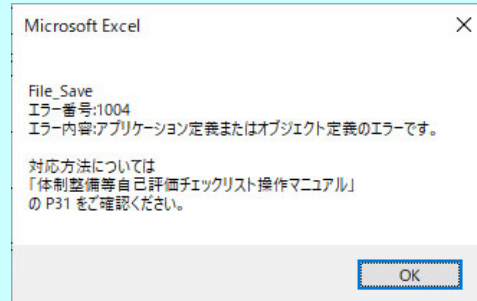 Microsoft Excel
File_Save
エラー番号:1004
エラー内容:アプリケーション定義またはオブジェクト定義のエラーです。
対応方法については
「体制整備等自己評価チェックリスト操作マニュアル」
の P31 をご確認ください。
OK